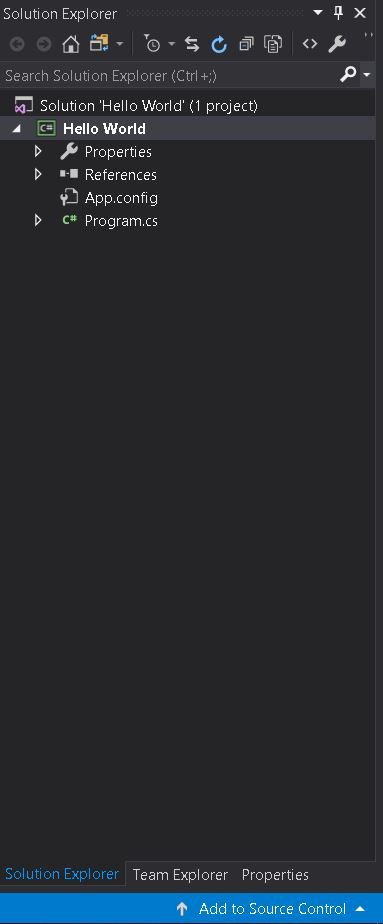 Solution Explorer
Search Solution Explorer (Ctrl+;)
Solution 'Hello World' (1 project)
C# Hello World
Properties
References
App.config
C# Program.cs
Solution Explorer Team Explorer Properties
Add to Source Control